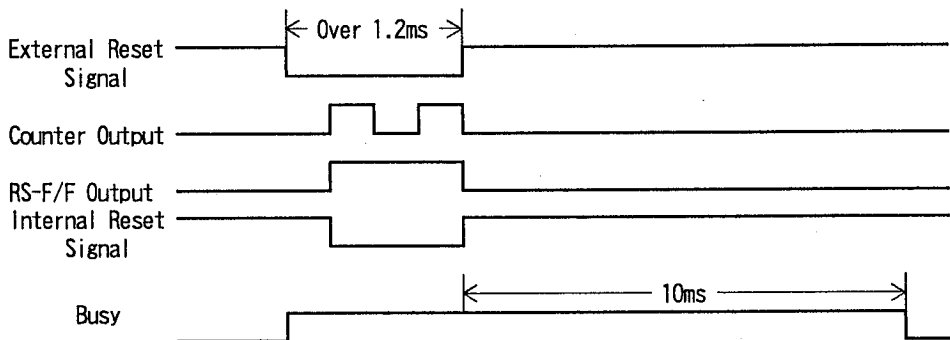 Over 1.2ms
External Reset
Signal
Counter Output
RS-F/F Output
Internal Reset
Signal
10ms
Busy